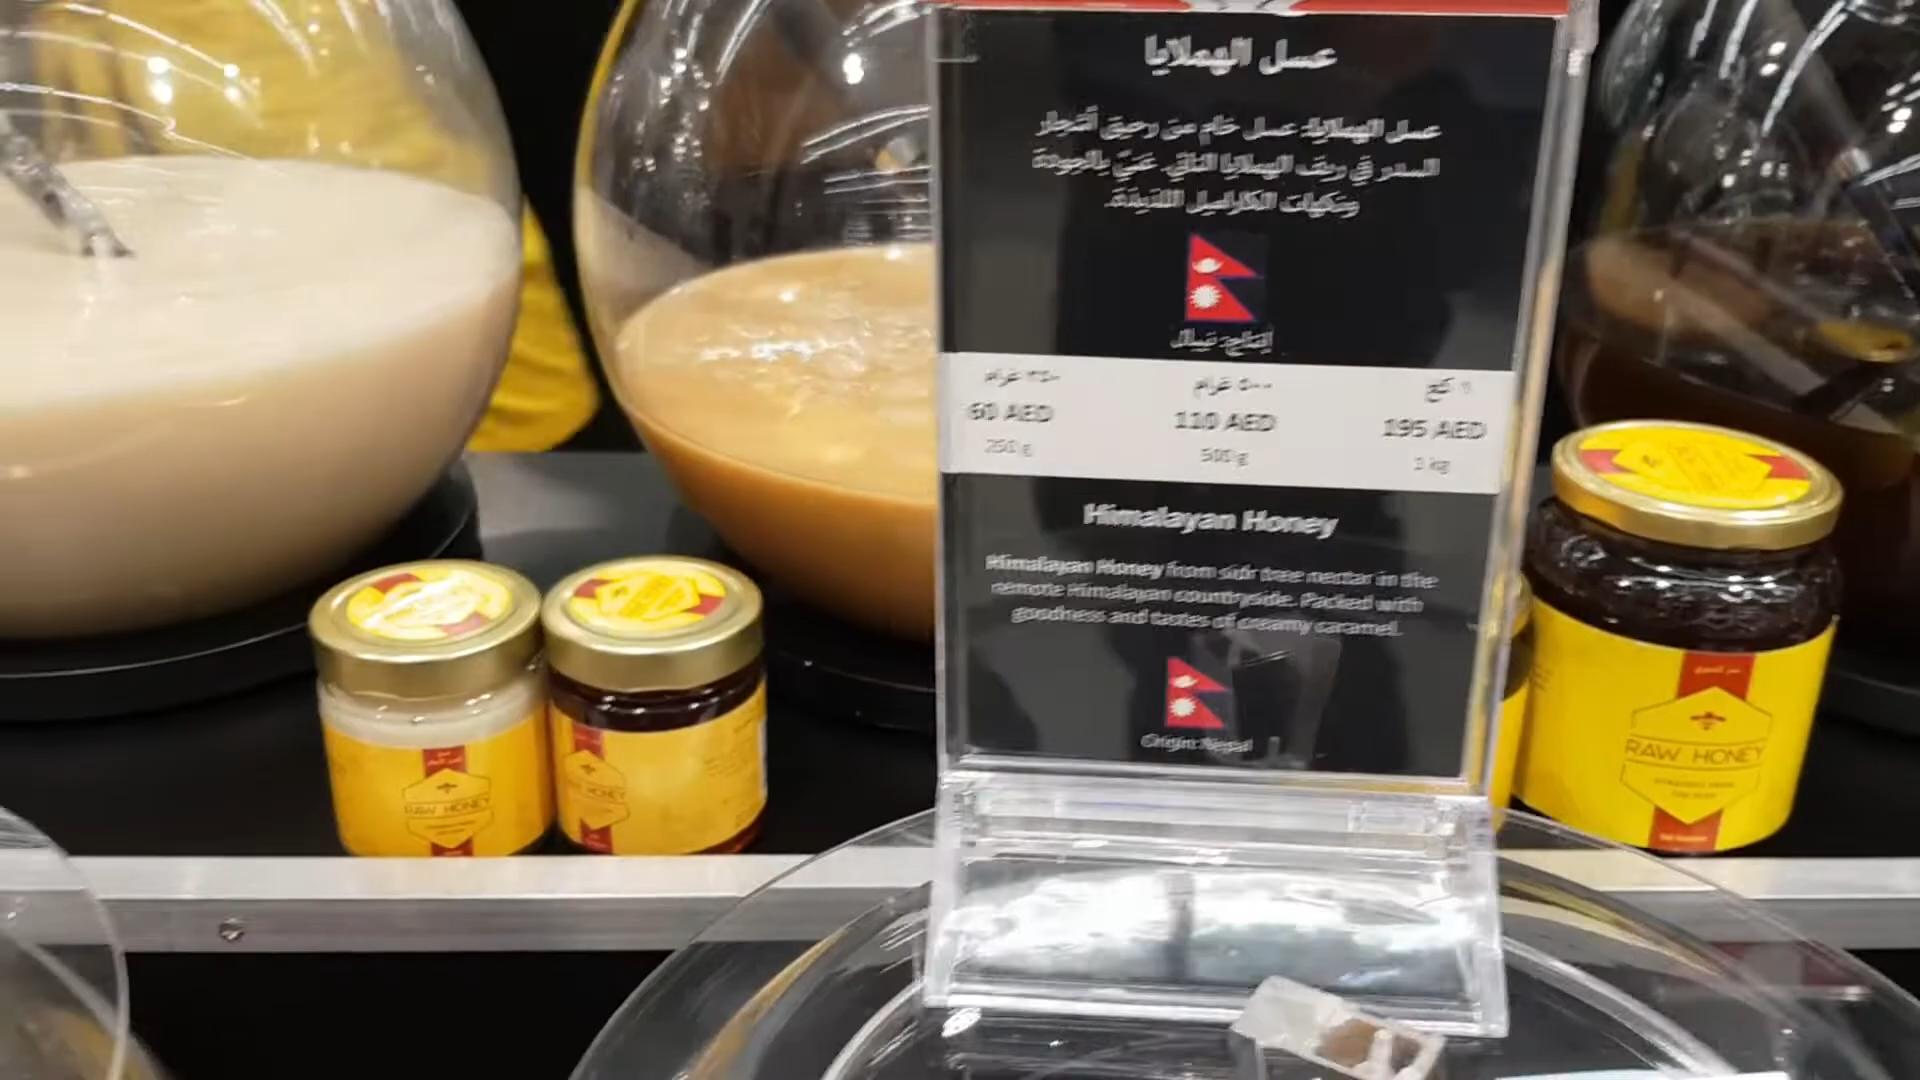 عسل الهملايا
عسل الهملايا: عسل خام من رحيق أشجار
السدر في ريف الهملايا النائي. غنيّ بالجودة
ونكهات الكاراميل اللذيذة.
إنتاج: نيبال
٢٥٠ غرام
٥٠٠ غرام
١ كغ
60 AED
110 AED
195 AED
250 g
500 g
1 kg
Himalayan Honey
Himalayan Honey from sidr tree nectar in the
remote Himalayan countryside. Packed with
goodness and tastes of creamy caramel.
Origin: Nepal
RAW HONEY
RAW HONEY
RAW HONEY